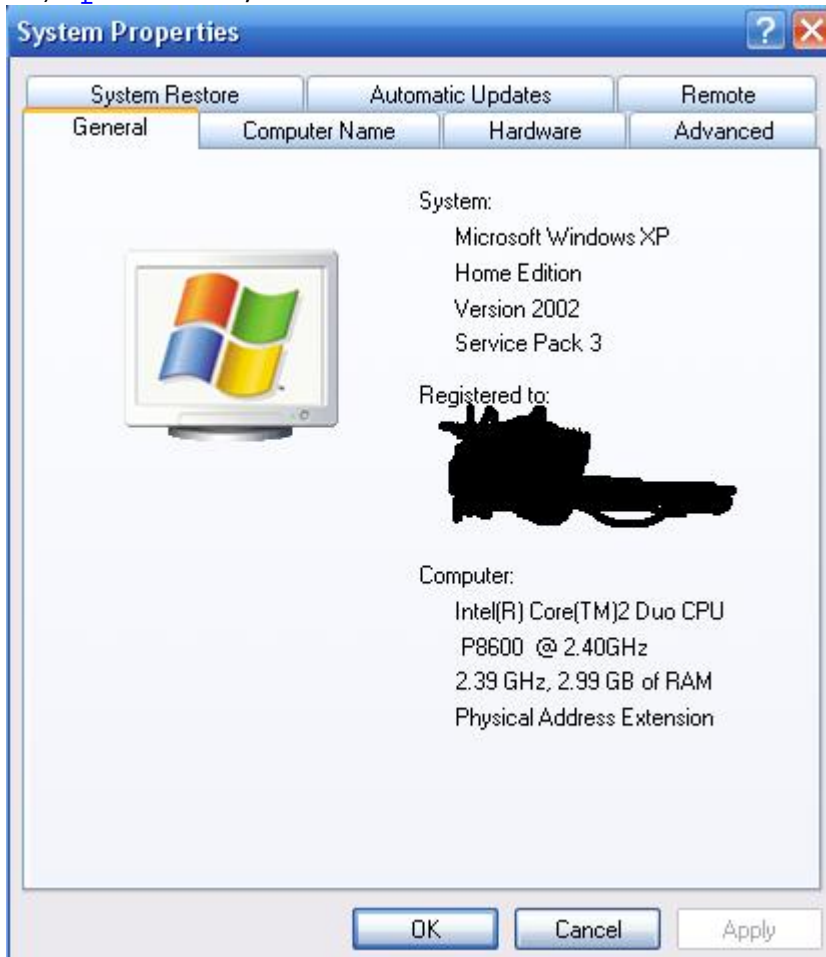 System Properties
System Restore
Automatic Updates
Remote
General
Computer Name
Hardware
Advanced
System:
Microsoft Windows XP
Home Edition
Version 2002
Service Pack 3
Registered to:
Computer:
Intel(R) Core(TM)2 Duo CPU
P8600 @ 2.40GHz
2.39 GHz, 2.99 GB of RAM
Physical Address Extension
OK
Cancel
Apply